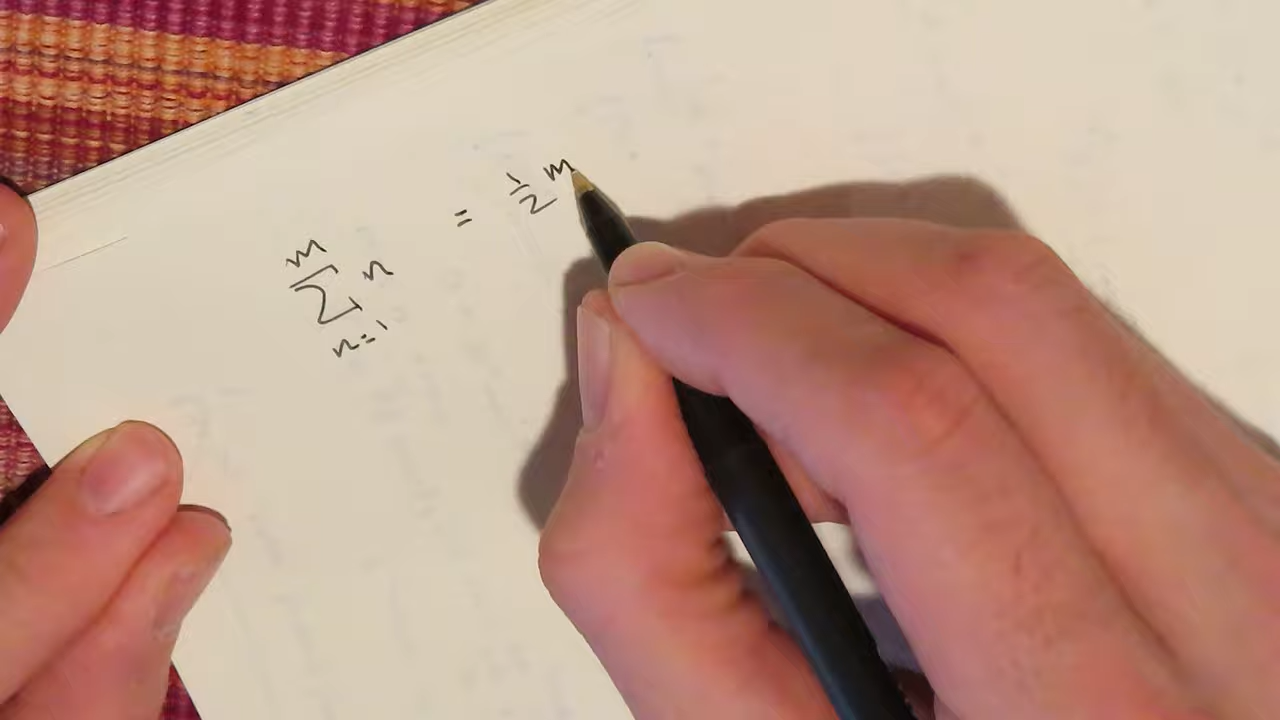 m
∑ n = ½ m
n=1